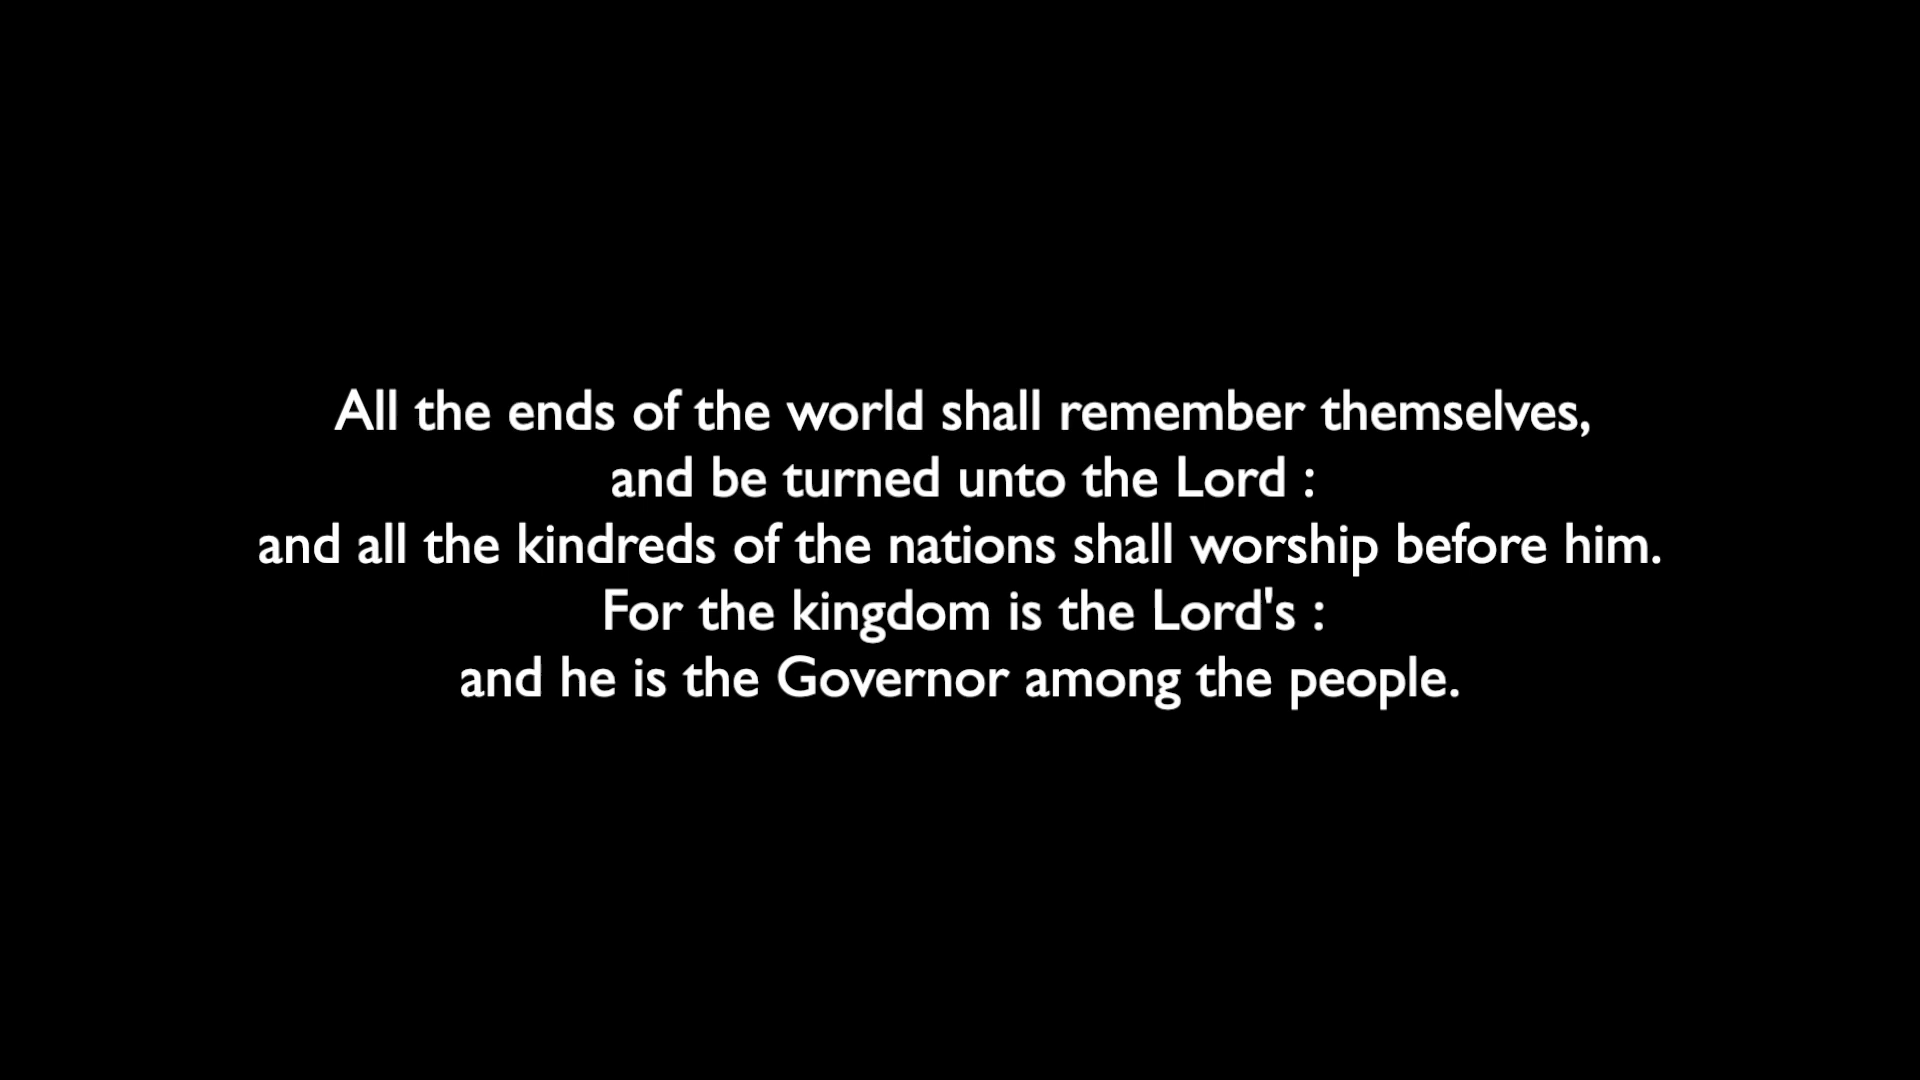 All the ends of the world shall remember themselves,
and be turned unto the Lord :
and all the kindreds of the nations shall worship before him.
For the kingdom is the Lord's :
and he is the Governor among the people.